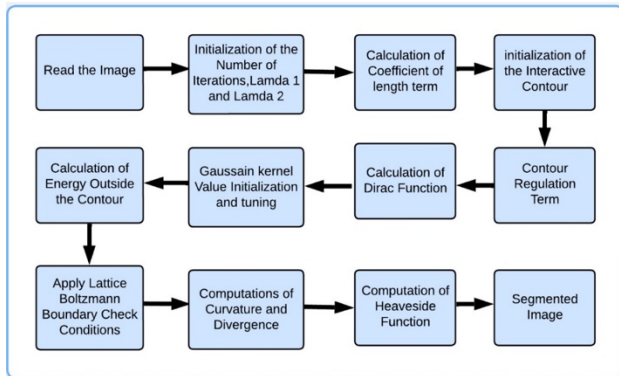 Read the Image
Initialization of the
Number of
Iterations,Lamda 1
and Lamda 2
Calculation of
Coefficient of
length term
initialization of
the Interactive
Contour
Calculation of
Energy Outside
the Contour
Gaussain kernel
Value Initialization
and tuning
Calculation of
Dirac Function
Contour
Regulation
Term
Apply Lattice
Boltzmann
Boundary Check
Conditions
Computations of
Curvature and
Divergence
Computation of
Heaveside
Function
Segmented
Image